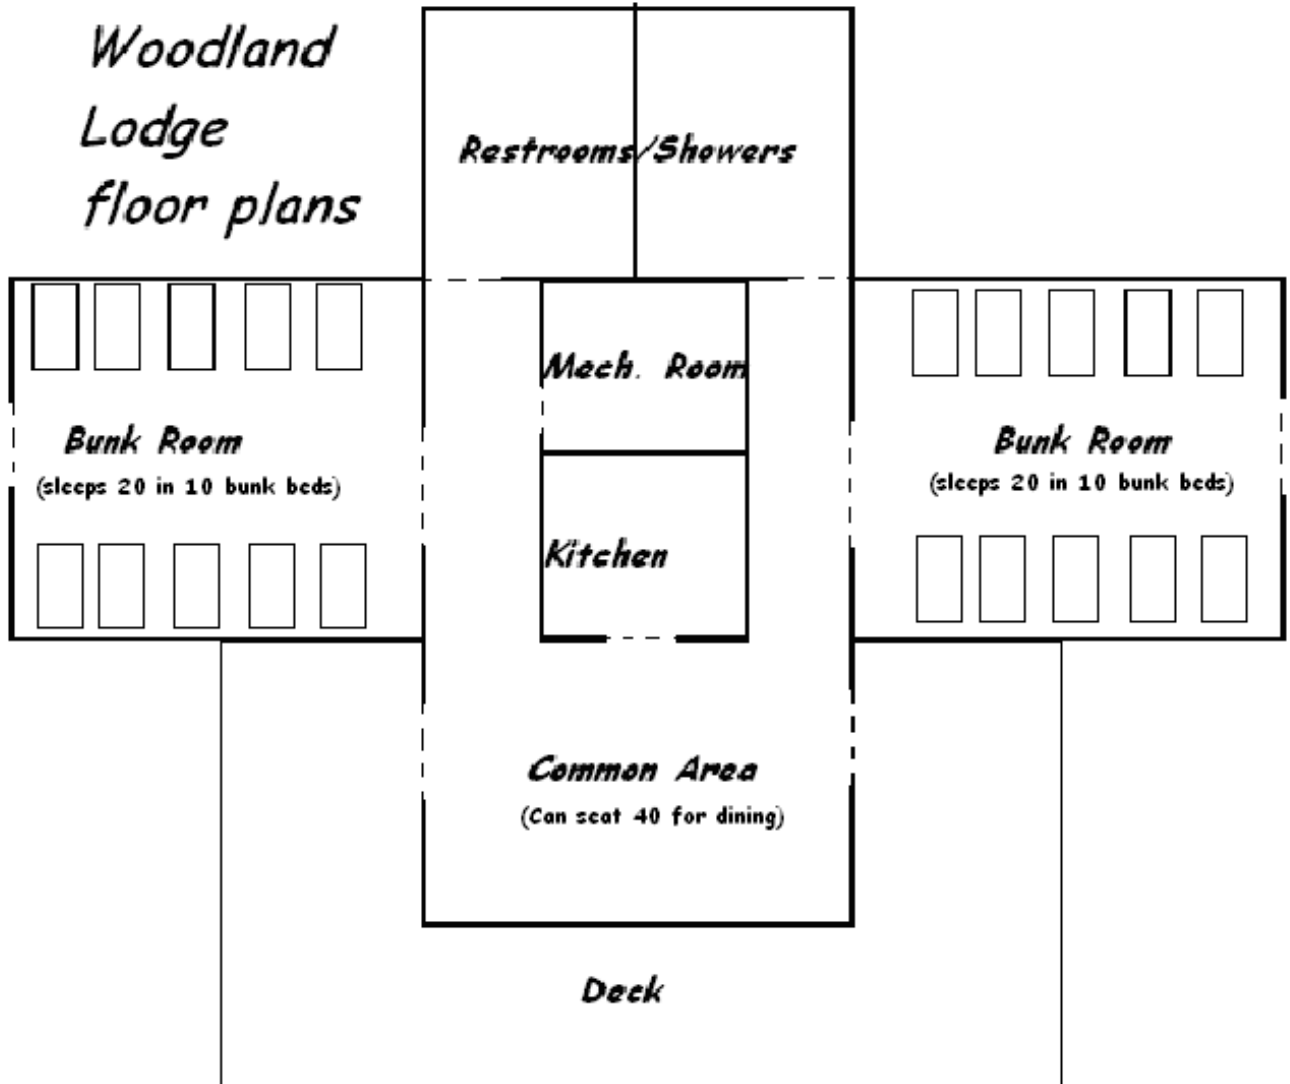 Woodland
Lodge
floor plans
Restrooms/Showers
Mech. Room
Bunk Room
(sleeps 20 in 10 bunk beds)
Bunk Room
(sleeps 20 in 10 bunk beds)
Kitchen
Common Area
(Can seat 40 for dining)
Deck